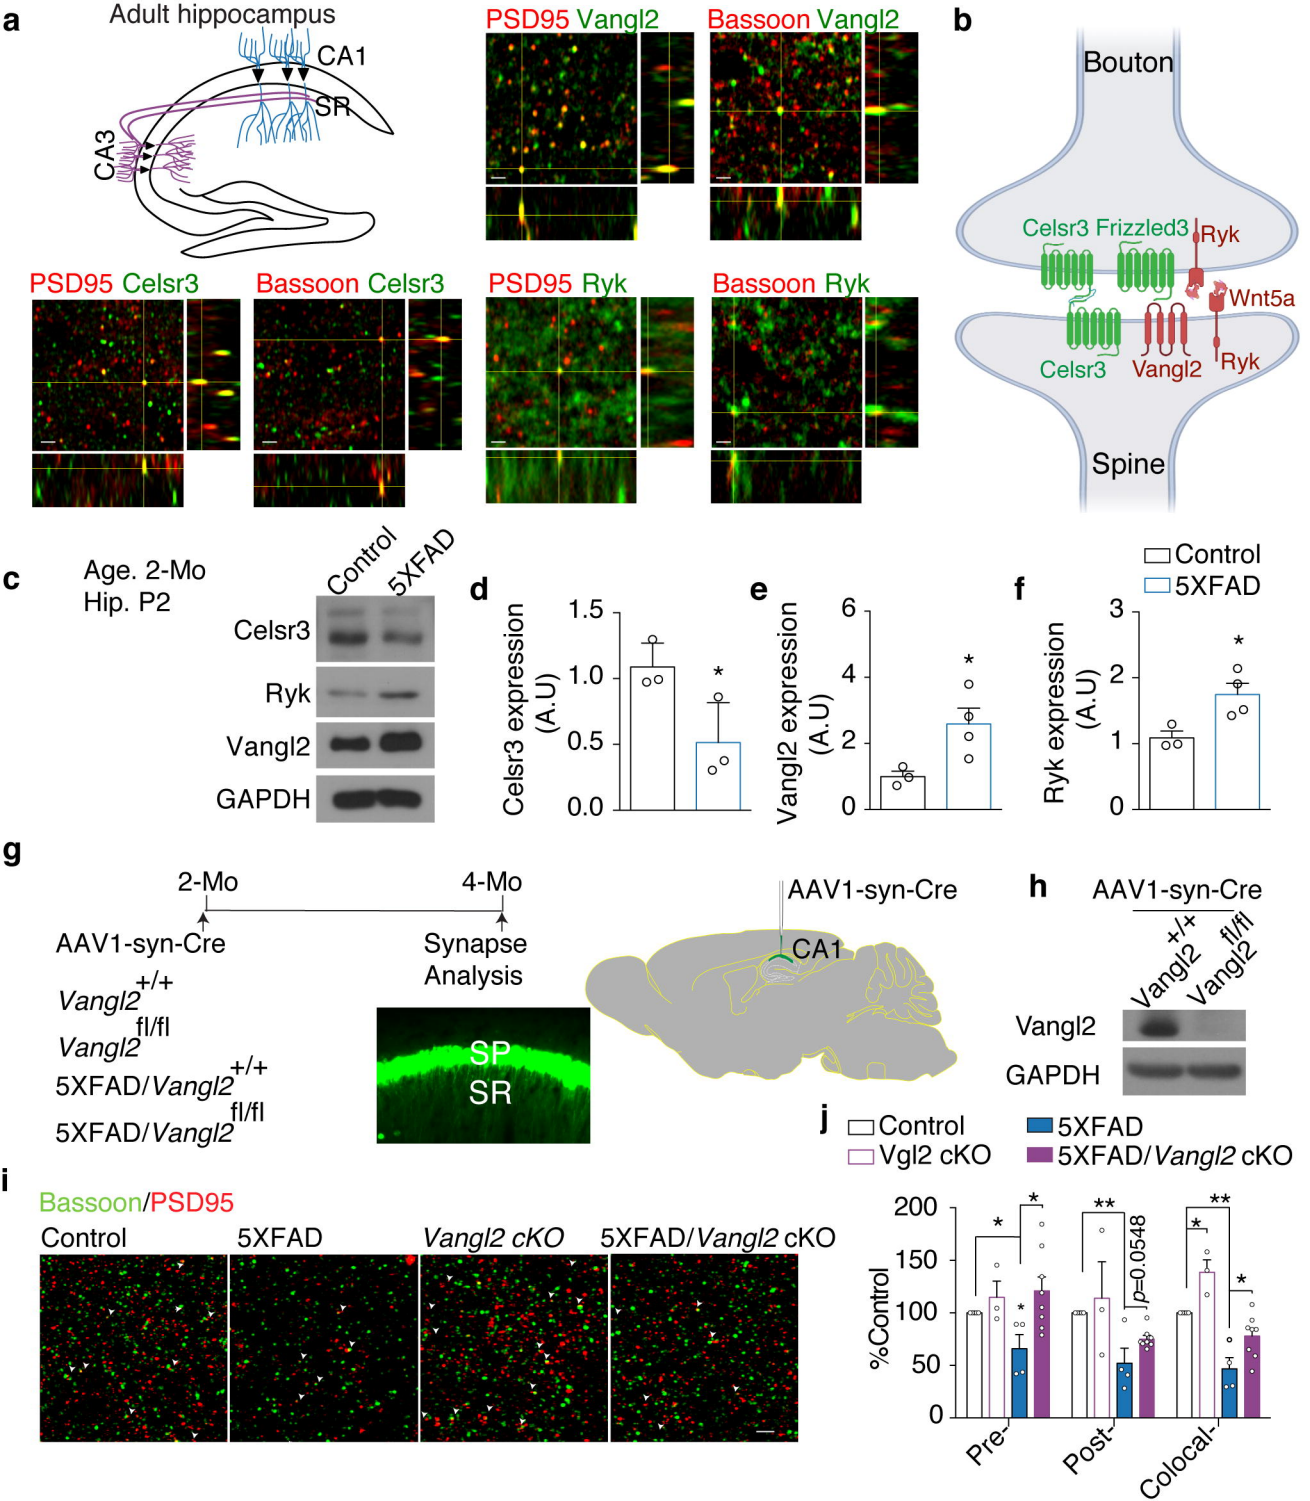 a
Adult hippocampus
CA1
SR
CA3
PSD95 Vangl2
Bassoon Vangl2
PSD95 Celsr3
Bassoon Celsr3
PSD95 Ryk
Bassoon Ryk
b
Bouton
Celsr3 Frizzled3
Ryk
Wnt5a
Celsr3
Vangl2
Ryk
Spine
c
Age. 2-Mo
Hip. P2
Control
5XFAD
Celsr3
Ryk
Vangl2
GAPDH
d
Celsr3 expression
(A.U)
1.5
1.0
0.5
0.0
*
e
Vangl2 expression
(A.U)
6
4
2
0
*
f
Control
5XFAD
Ryk expression
(A.U)
3
2
1
0
*
g
2-Mo
4-Mo
AAV1-syn-Cre
Synapse
Analysis
Vangl2+/+
Vangl2fl/fl
5XFAD/Vangl2+/+
5XFAD/Vangl2fl/fl
SP
SR
AAV1-syn-Cre
CA1
h
AAV1-syn-Cre
Vangl2+/+
Vangl2fl/fl
Vangl2
GAPDH
i
Bassoon/PSD95
Control
5XFAD
Vangl2 cKO
5XFAD/Vangl2 cKO
j
Control
5XFAD
Vgl2 cKO
5XFAD/Vangl2 cKO
%Control
200
150
100
50
0
*
*
*
**
p=0.0548
**
*
*
Pre-
Post-
Colocal-